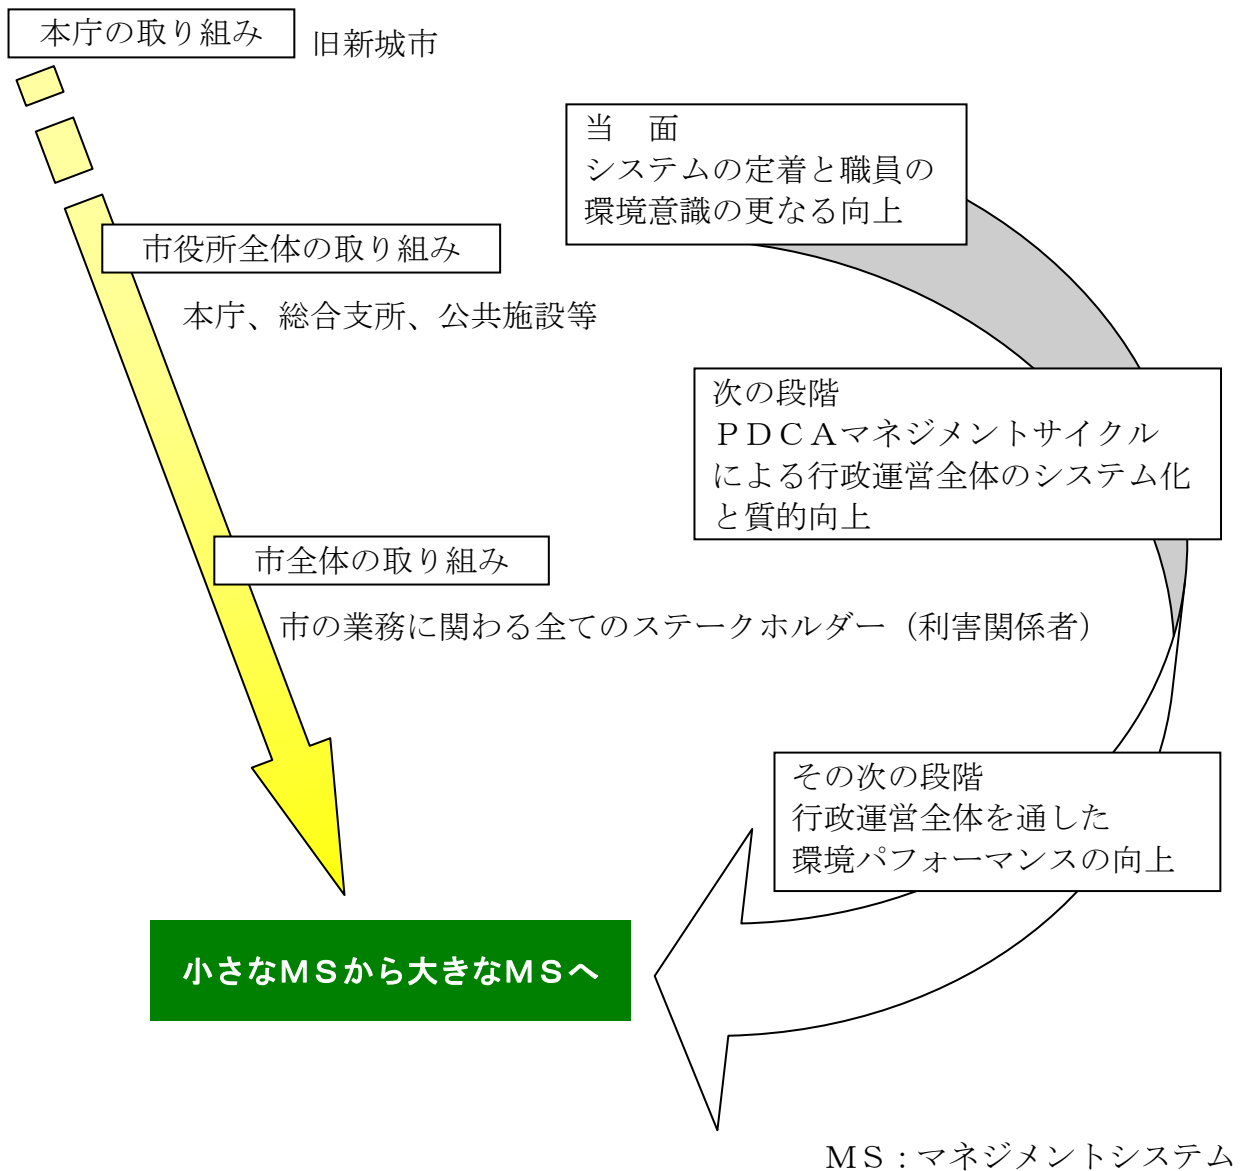 本庁の取り組み
旧新城市
市役所全体の取り組み
本庁、総合支所、公共施設等
市全体の取り組み
市の業務に関わる全てのステークホルダー（利害関係者）
当　面
システムの定着と職員の
環境意識の更なる向上
次の段階
ＰＤＣＡマネジメントサイクル
による行政運営全体のシステム化
と質的向上
その次の段階
行政運営全体を通した
環境パフォーマンスの向上
小さなＭＳから大きなＭＳへ
ＭＳ：マネジメントシステム